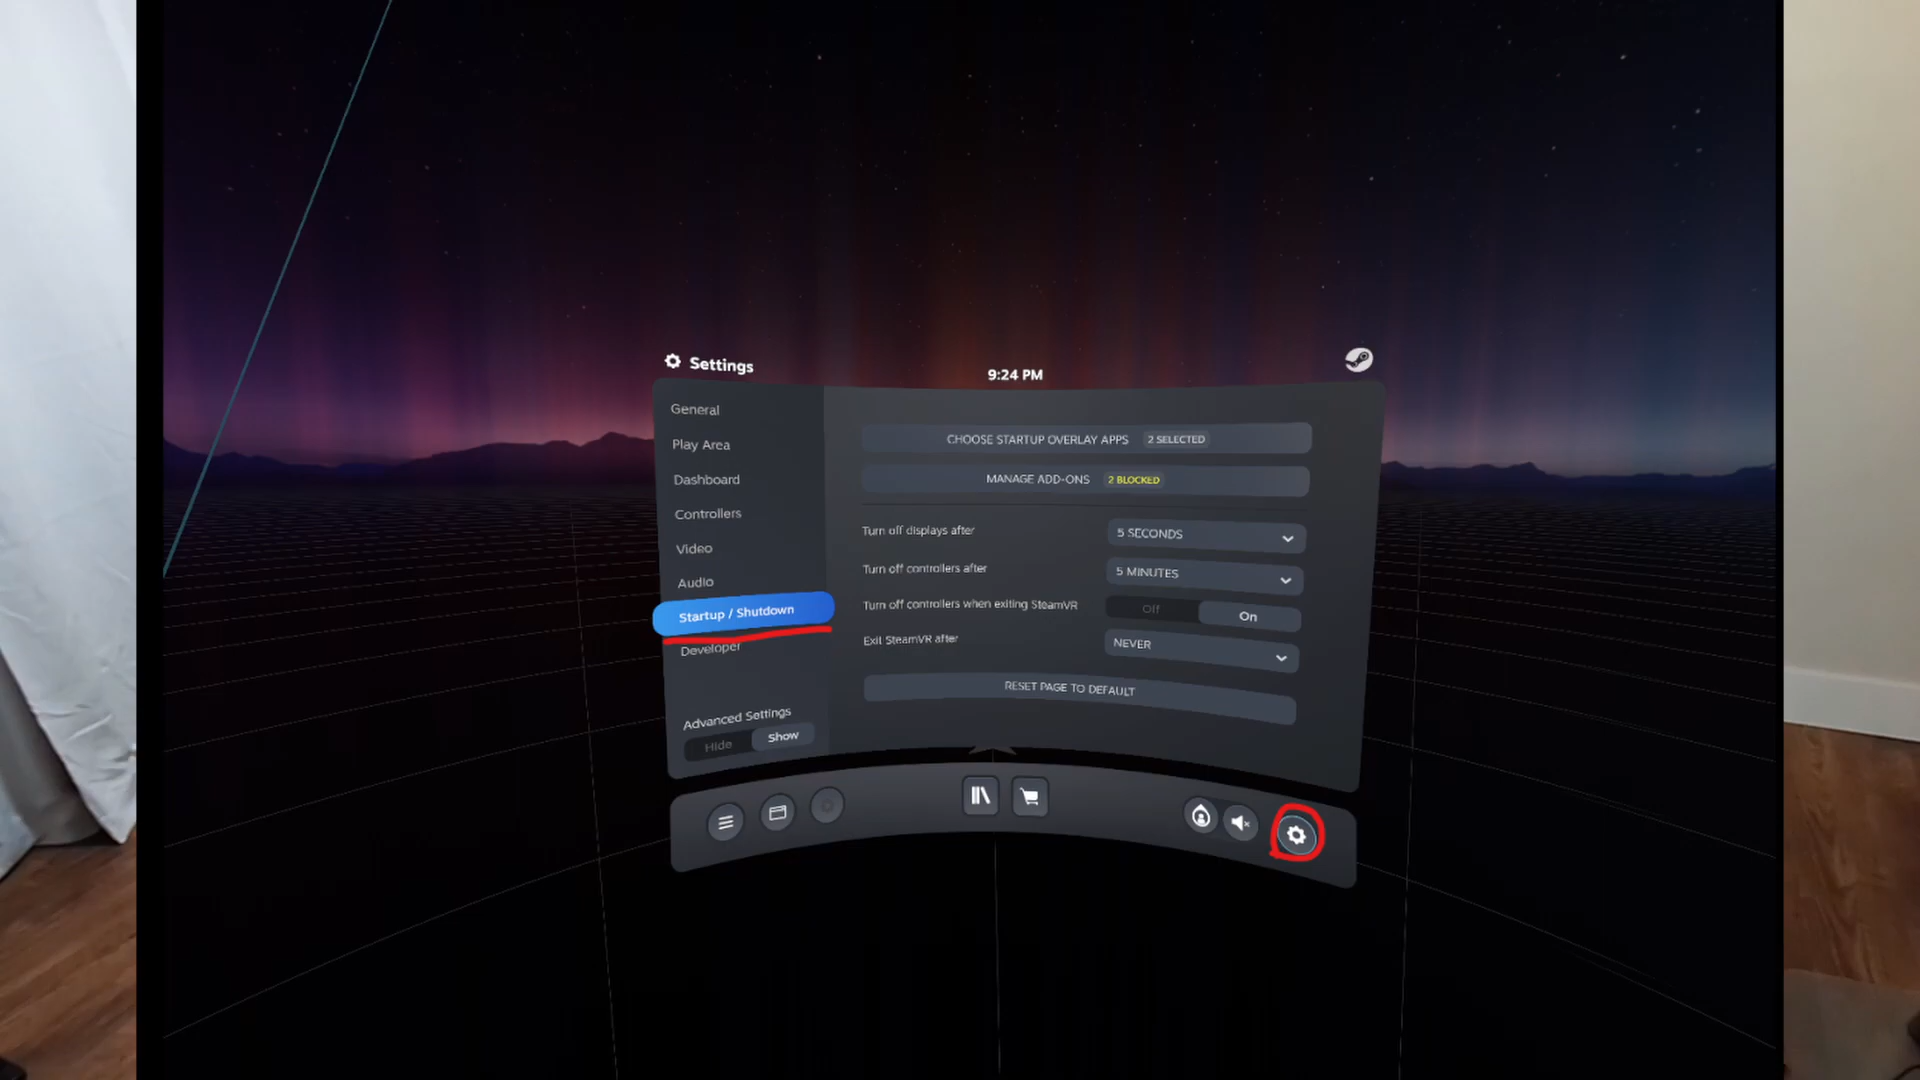 Settings
9:24 PM
General
Play Area
Dashboard
Controllers
Video
Audio
Startup / Shutdown
Developer
Advanced Settings
Hide Show
CHOOSE STARTUP OVERLAY APPS 2 SELECTED
MANAGE ADD-ONS 2 BLOCKED
Turn off displays after 5 SECONDS
Turn off controllers after 5 MINUTES
Turn off controllers when exiting SteamVR Off On
Exit SteamVR after NEVER
RESET PAGE TO DEFAULT